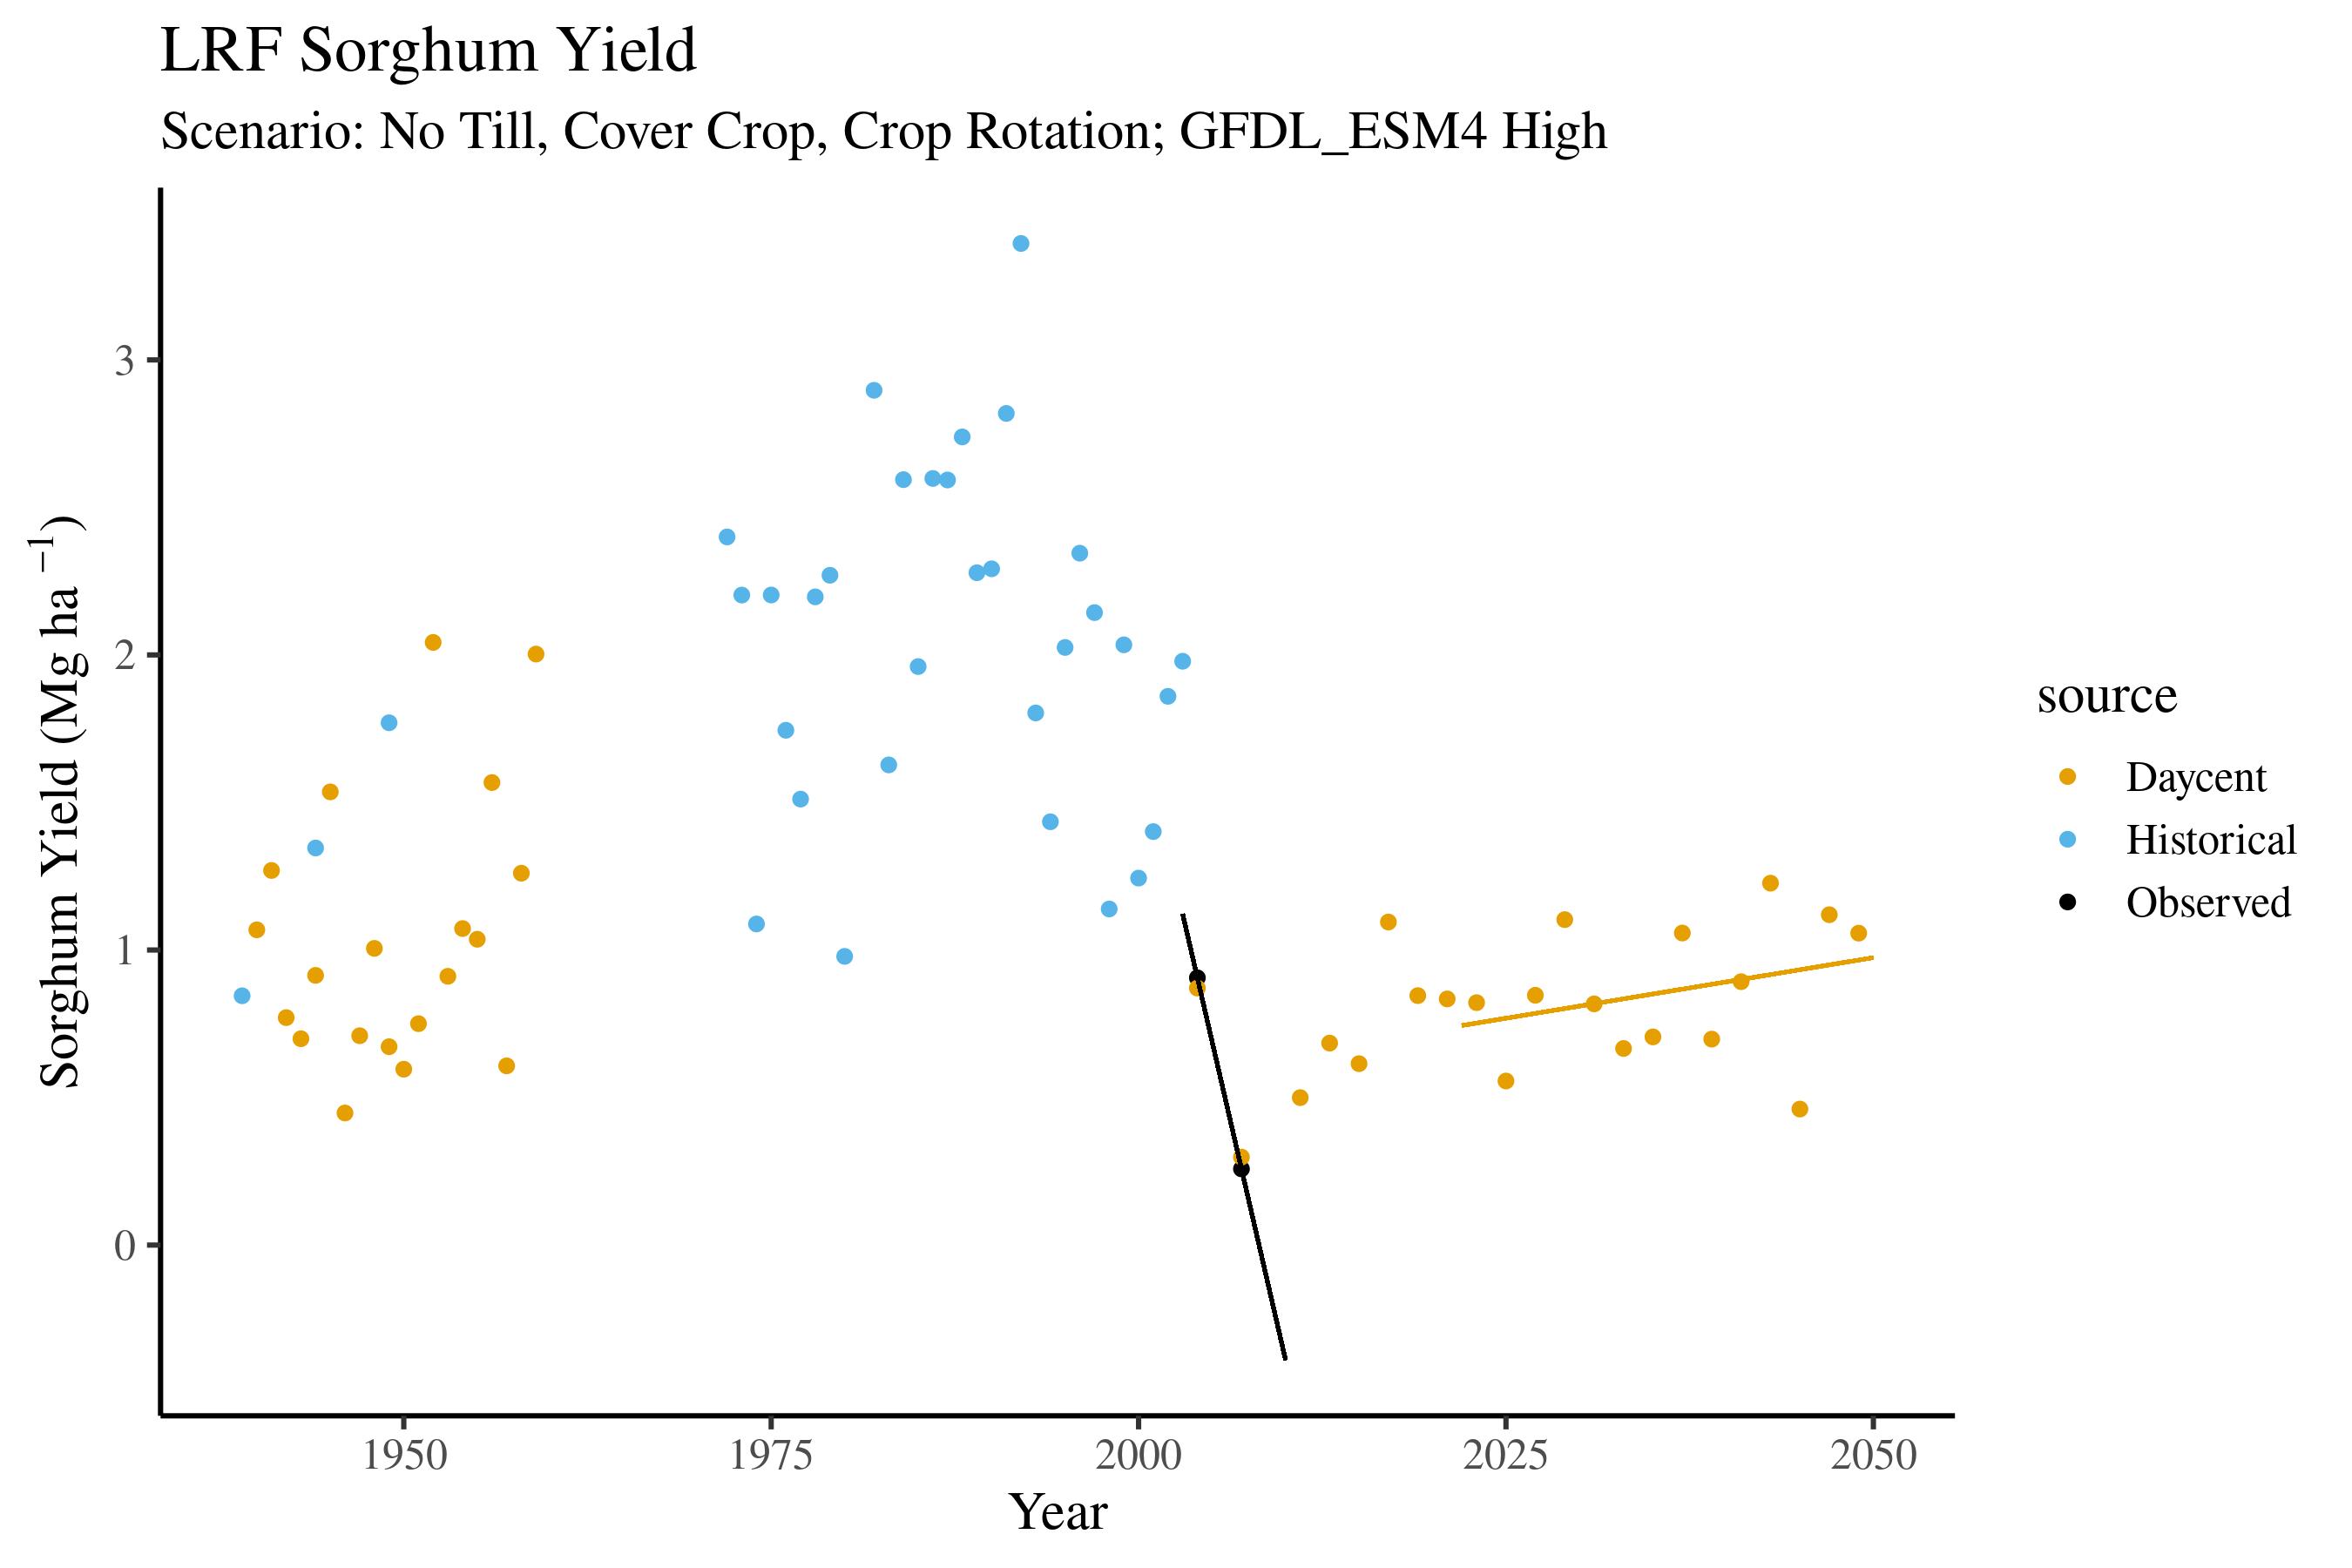 LRF Sorghum Yield
Scenario: No Till, Cover Crop, Crop Rotation; GFDL_ESM4 High
Sorghum Yield (Mg ha ⁻¹)
3
2
1
0
1950 1975 2000 2025 2050
Year
source
Daycent
Historical
Observed